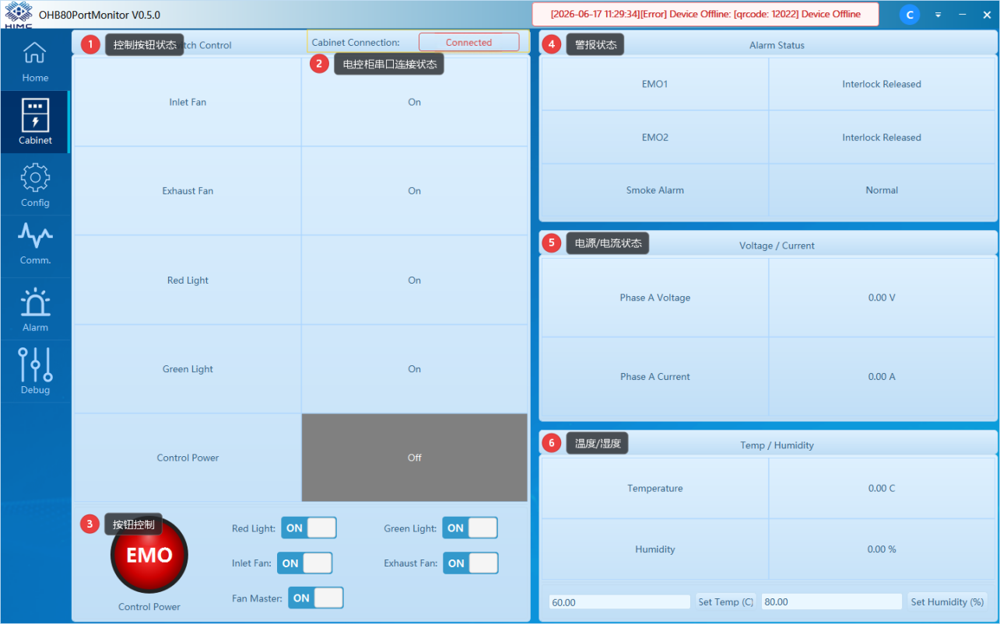 HIMC
OHB80PortMonitor V0.5.0
[2026-06-17 11:29:34][Error] Device Offline: [qrcode: 12022] Device Offline
C
Home
Cabinet
Config
Comm.
Alarm
Debug
1 控制按钮状态
tch Control
Cabinet Connection: Connected
2 电控柜串口连接状态
Inlet Fan On
Exhaust Fan On
Red Light On
Green Light On
Control Power Off
3 按钮控制
EMO
Control Power
Red Light: ON
Green Light: ON
Inlet Fan: ON
Exhaust Fan: ON
Fan Master: ON
4 警报状态
Alarm Status
EMO1 Interlock Released
EMO2 Interlock Released
Smoke Alarm Normal
5 电源/电流状态
Voltage / Current
Phase A Voltage 0.00 V
Phase A Current 0.00 A
6 温度/湿度
Temp / Humidity
Temperature 0.00 C
Humidity 0.00 %
60.00 Set Temp (C) 80.00 Set Humidity (%)